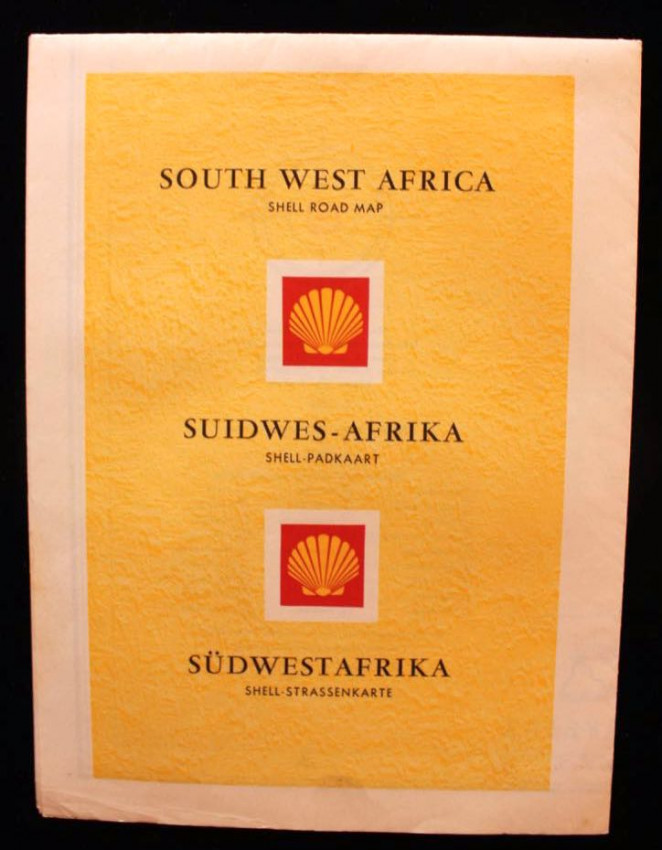 SOUTH WEST AFRICA
SHELL ROAD MAP
SUIDWES-AFRIKA
SHELL-PADKAART
SÜDWESTAFRIKA
SHELL-STRASSENKARTE